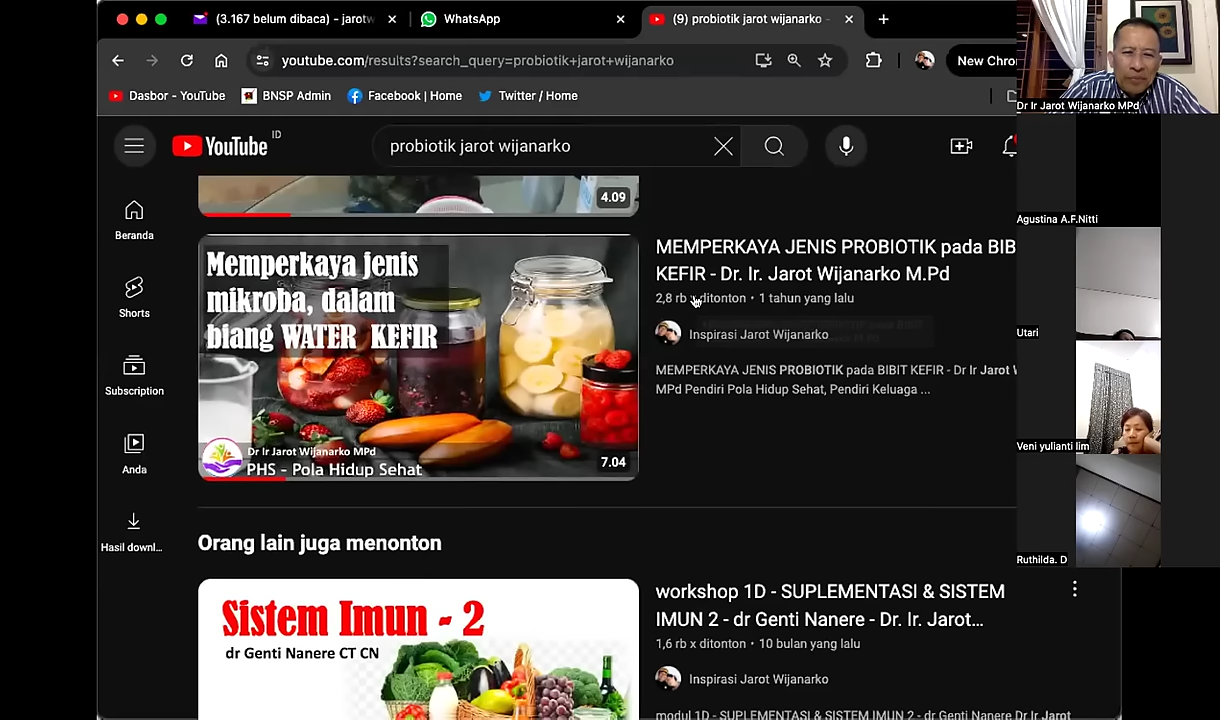 (3.167 belum dibaca) - jarotw
WhatsApp
(9) probiotik jarot wijanarko -
youtube.com/results?search_query=probiotik+jarot+wijanarko
New Chro
Dasbor - YouTube
BNSP Admin
Facebook | Home
Twitter / Home
Dr Ir Jarot Wijanarko MPd
YouTube ID
probiotik jarot wijanarko
Beranda
Shorts
Subscription
Anda
Hasil downl...
4.09
Memperkaya jenis
mikroba, dalam
biang WATER KEFIR
Dr Ir Jarot Wijanarko MPd
PHS - Pola Hidup Sehat
7.04
MEMPERKAYA JENIS PROBIOTIK pada BIB
KEFIR - Dr. Ir. Jarot Wijanarko M.Pd
2,8 rb x ditonton • 1 tahun yang lalu
Inspirasi Jarot Wijanarko
MEMPERKAYA JENIS PROBIOTIK pada BIBIT KEFIR - Dr Ir Jarot W
MPd Pendiri Pola Hidup Sehat, Pendiri Keluaga ...
Agustina A.F.Nitti
Utari
Veni yulianti lim
Ruthilda. D
Orang lain juga menonton
Sistem Imun - 2
dr Genti Nanere CT CN
workshop 1D - SUPLEMENTASI & SISTEM
IMUN 2 - dr Genti Nanere - Dr. Ir. Jarot...
1,6 rb x ditonton • 10 bulan yang lalu
Inspirasi Jarot Wijanarko
modul 1D - SUPLEMENTASI & SISTEM IMUN 2 - dr Genti Nanere Dr Ir Jarot